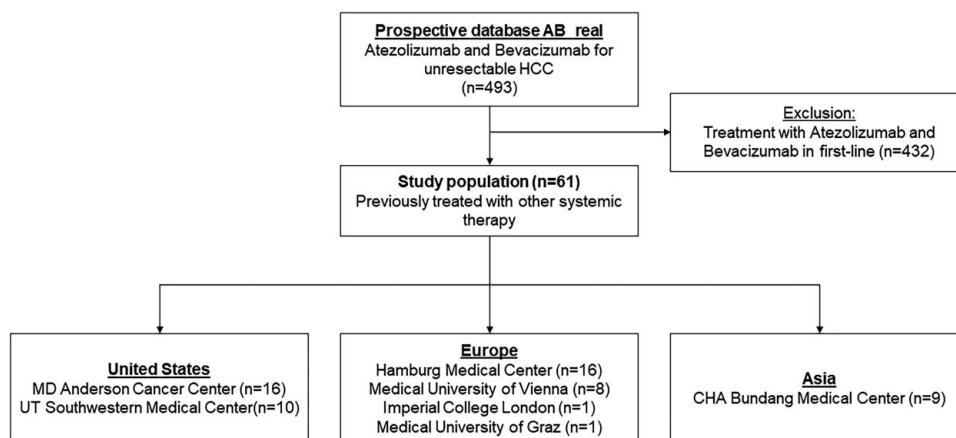 Prospective database AB_real
Atezolizumab and Bevacizumab for
unresectable HCC
(n=493)
Exclusion:
Treatment with Atezolizumab and
Bevacizumab in first-line (n=432)
Study population (n=61)
Previously treated with other systemic
therapy
United States
MD Anderson Cancer Center (n=16)
UT Southwestern Medical Center(n=10)
Europe
Hamburg Medical Center (n=16)
Medical University of Vienna (n=8)
Imperial College London (n=1)
Medical University of Graz (n=1)
Asia
CHA Bundang Medical Center (n=9)